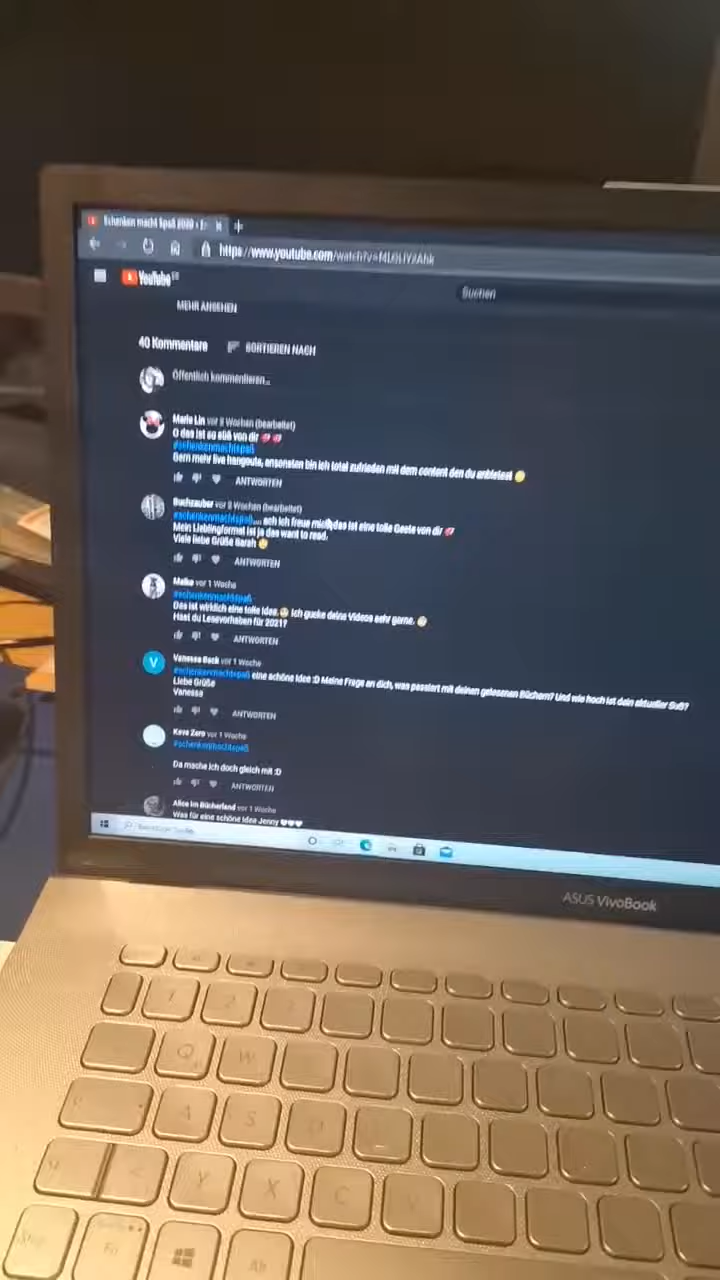 Schenken macht Spaß 2020
https://www.youtube.com/watch?v=
YouTube
Suchen
MEHR ANSEHEN
40 Kommentare SORTIEREN NACH
Öffentlich kommentieren...
Marie Lin vor 3 Wochen (bearbeitet)
O das ist so süß von dir
#schenkenmachtspaß
Gern mehr live hangouts, ansonsten bin ich total zufrieden mit dem content den du anbietest
ANTWORTEN
Buchzauber vor 3 Wochen (bearbeitet)
#schenkenmachtspaß.... ach ich freue mich, das ist eine tolle Geste von dir
Mein Lieblingformat ist ja das want to read.
Viele liebe Grüße Sarah
ANTWORTEN
vor 1 Woche
#schenkenmachtspaß
Das ist wirklich eine tolle Idee. Ich gucke deine Videos sehr gerne.
Hast du Lesevorhaben für 2021?
ANTWORTEN
V
Vanessa Back vor 1 Woche
#schenkenmachtspaß eine schöne Idee :D Meine Frage an dich, was passiert mit deinen gelesenen Büchern? Und wie hoch ist dein aktueller SuB?
Liebe Grüße
Vanessa
ANTWORTEN
Zero vor 1 Woche
#schenkenmachtspaß
Da mache ich doch gleich mit :D
ANTWORTEN
Alice im Bücherland vor 1 Woche
Was für eine schöne Idee Jenny ♥♥♥
ASUS VivoBook
1 2
Q W
A S D
< Y X C V
Fn Alt